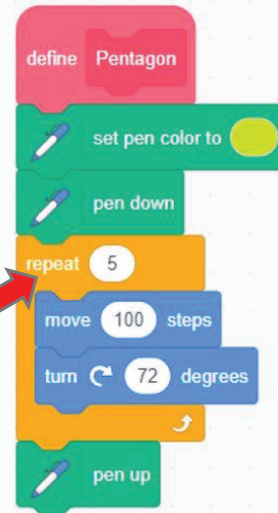 define Pentagon
set pen color to
pen down
repeat 5
move 100 steps
turn 72 degrees
pen up